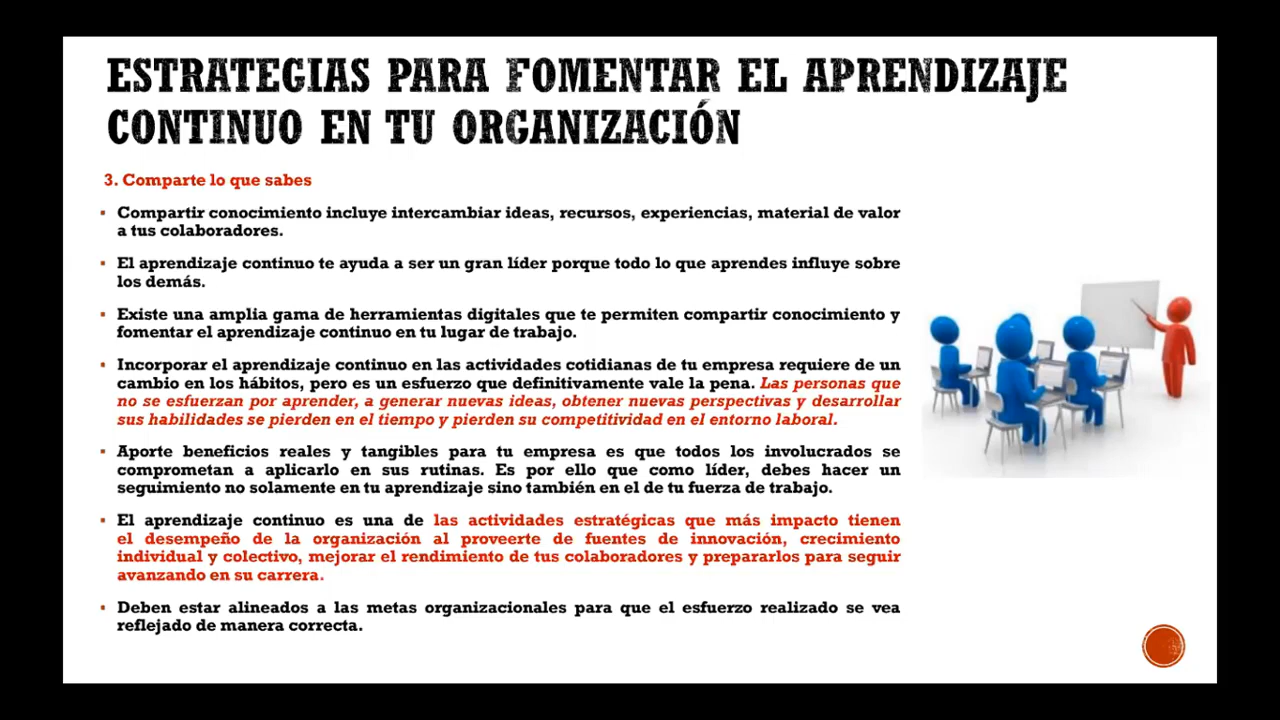 ESTRATEGIAS PARA FOMENTAR EL APRENDIZAJE
CONTINUO EN TU ORGANIZACIÓN
3. Comparte lo que sabes
▪ Compartir conocimiento incluye intercambiar ideas, recursos, experiencias, material de valor
a tus colaboradores.
▪ El aprendizaje continuo te ayuda a ser un gran líder porque todo lo que aprendes influye sobre
los demás.
▪ Existe una amplia gama de herramientas digitales que te permiten compartir conocimiento y
fomentar el aprendizaje continuo en tu lugar de trabajo.
▪ Incorporar el aprendizaje continuo en las actividades cotidianas de tu empresa requiere de un
cambio en los hábitos, pero es un esfuerzo que definitivamente vale la pena. Las personas que
no se esfuerzan por aprender, a generar nuevas ideas, obtener nuevas perspectivas y desarrollar
sus habilidades se pierden en el tiempo y pierden su competitividad en el entorno laboral.
▪ Aporte beneficios reales y tangibles para tu empresa es que todos los involucrados se
comprometan a aplicarlo en sus rutinas. Es por ello que como líder, debes hacer un
seguimiento no solamente en tu aprendizaje sino también en el de tu fuerza de trabajo.
▪ El aprendizaje continuo es una de las actividades estratégicas que más impacto tienen
el desempeño de la organización al proveerte de fuentes de innovación, crecimiento
individual y colectivo, mejorar el rendimiento de tus colaboradores y prepararlos para seguir
avanzando en su carrera.
▪ Deben estar alineados a las metas organizacionales para que el esfuerzo realizado se vea
reflejado de manera correcta.